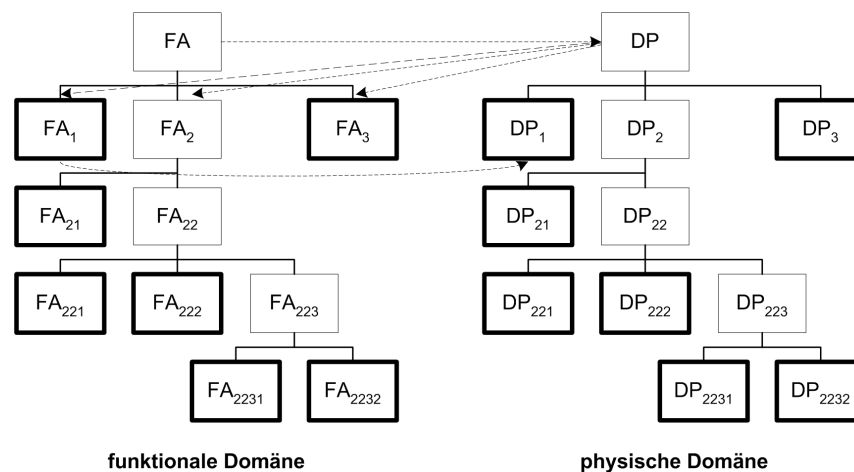 FA DP
FA₁ FA₂ FA₃ DP₁ DP₂ DP₃
FA₂₁ FA₂₂ DP₂₁ DP₂₂
FA₂₂₁ FA₂₂₂ FA₂₂₃ DP₂₂₁ DP₂₂₂ DP₂₂₃
FA₂₂₃₁ FA₂₂₃₂ DP₂₂₃₁ DP₂₂₃₂
funktionale Domäne physische Domäne